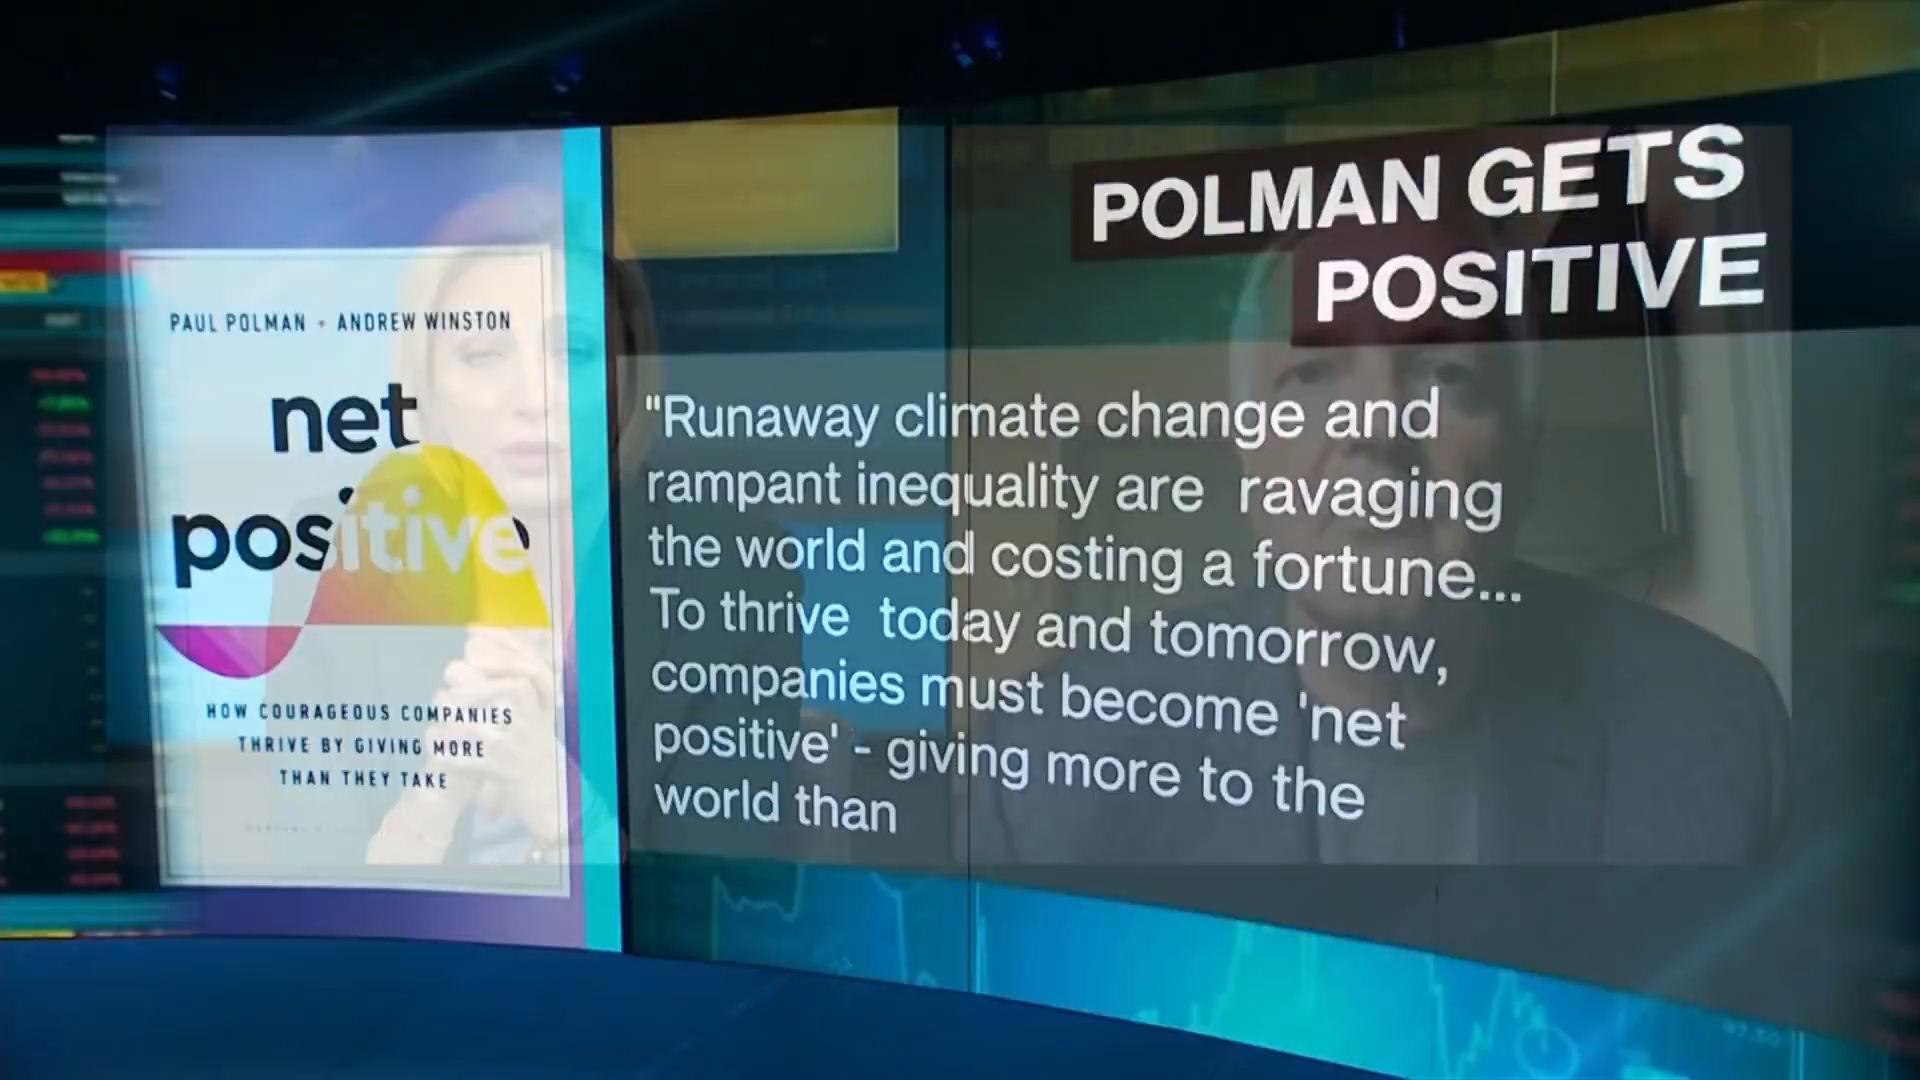 PAUL POLMAN + ANDREW WINSTON
net
positive
HOW COURAGEOUS COMPANIES
THRIVE BY GIVING MORE
THAN THEY TAKE
POLMAN GETS
POSITIVE
"Runaway climate change and
rampant inequality are ravaging
the world and costing a fortune...
To thrive today and tomorrow,
companies must become 'net
positive' - giving more to the
world than